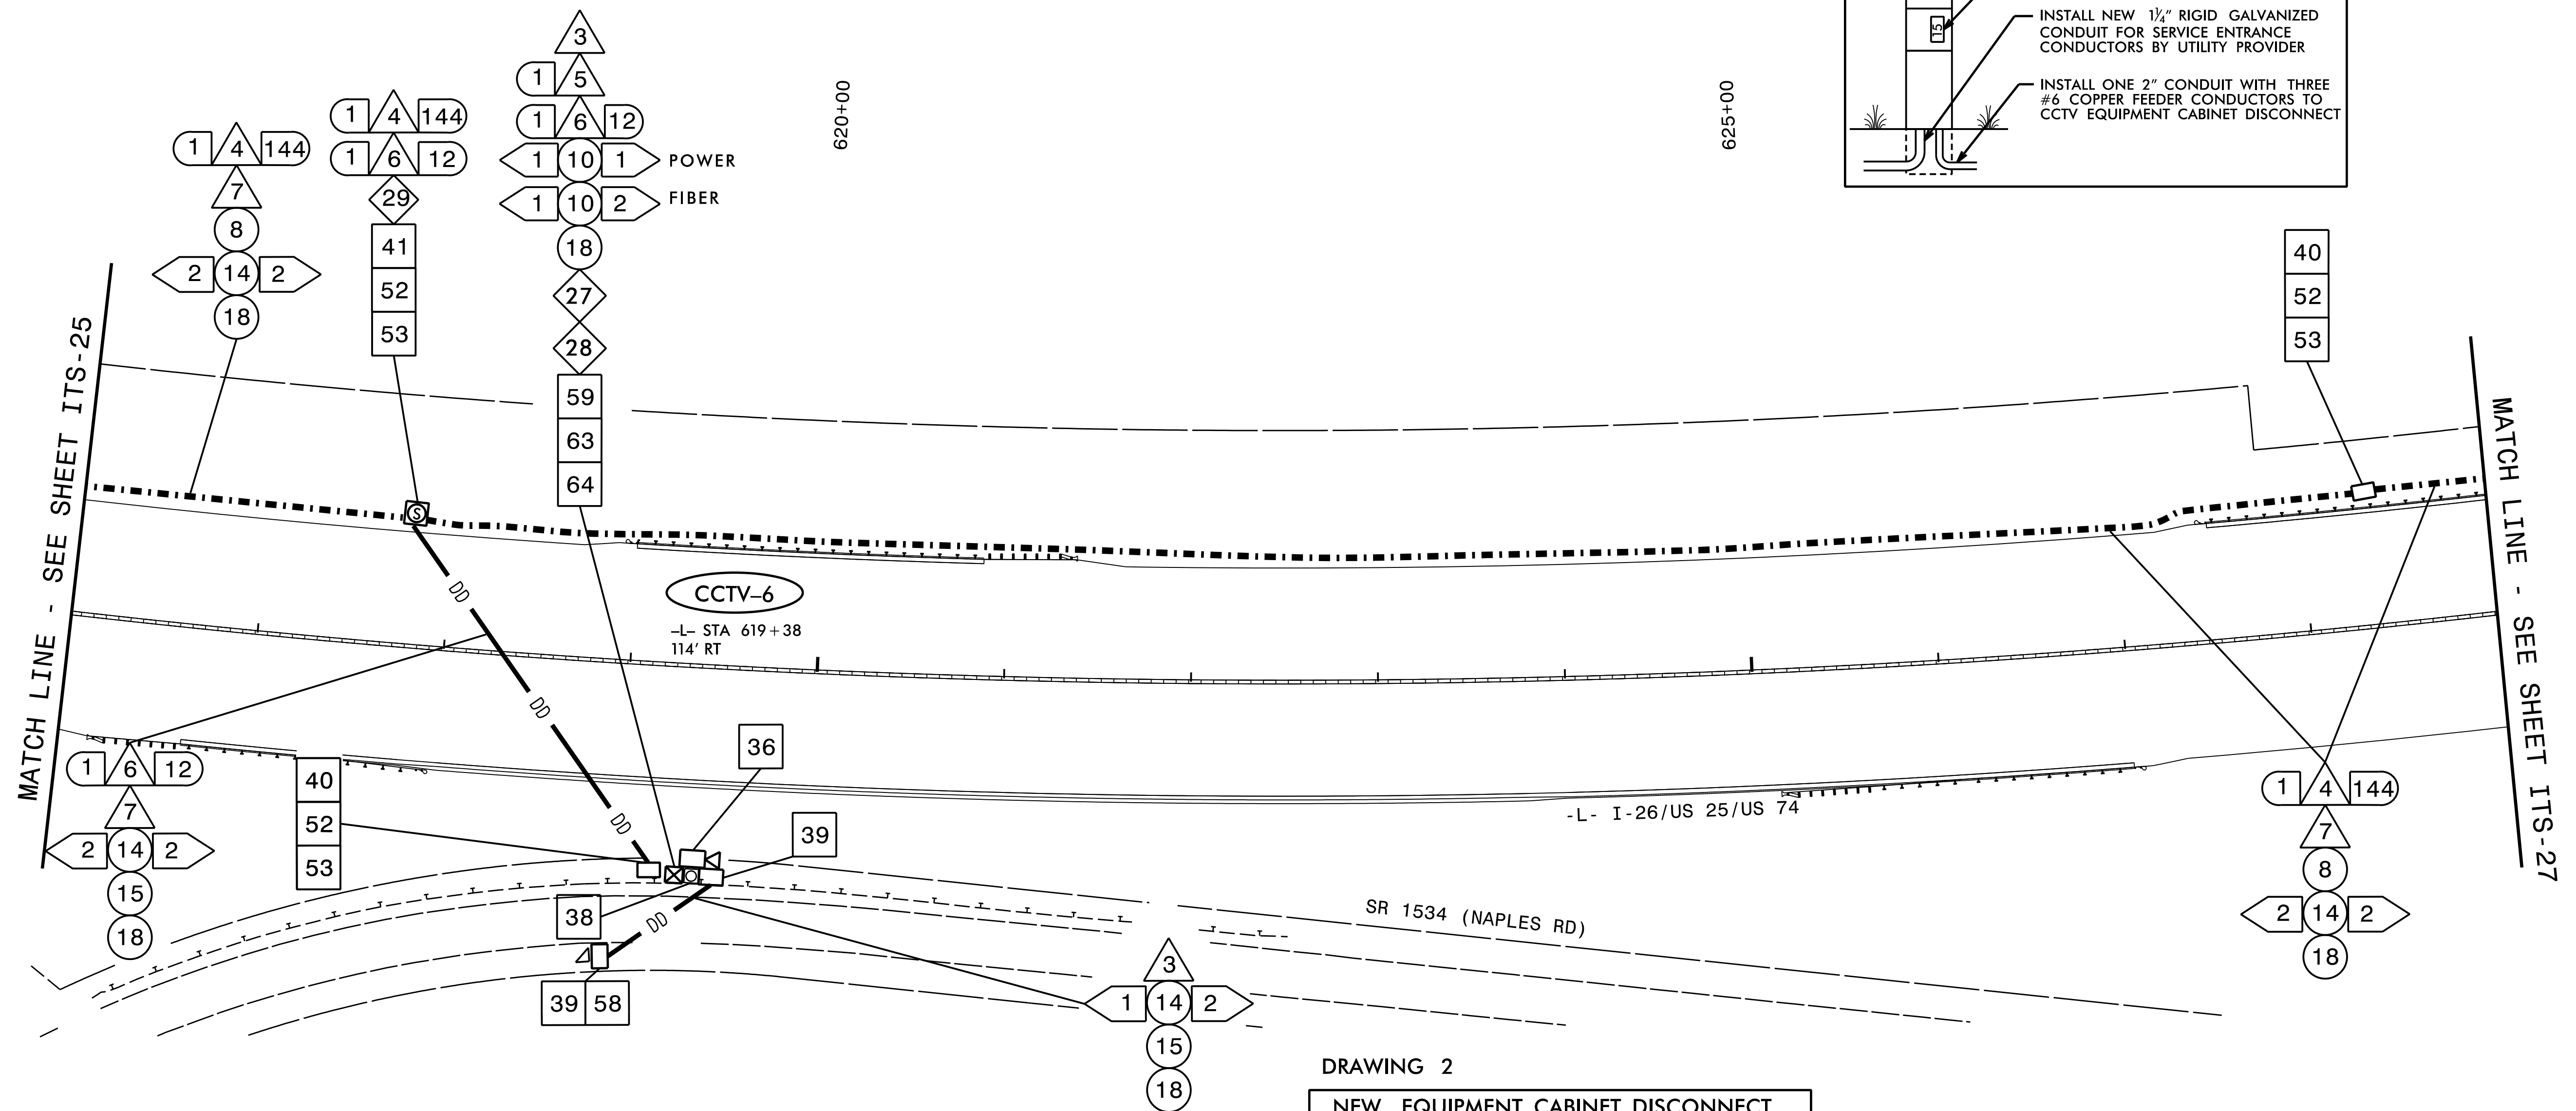 INSTALL NEW 1¼" RIGID GALVANIZED
CONDUIT FOR SERVICE ENTRANCE
CONDUCTORS BY UTILITY PROVIDER
15
INSTALL ONE 2" CONDUIT WITH THREE
#6 COPPER FEEDER CONDUCTORS TO
CCTV EQUIPMENT CABINET DISCONNECT
3
1 5
1 6 12
1 10 1 POWER
1 10 2 FIBER
18
27
28
59
63
64
1 4 144
1 6 12
29
41
52
53
1 4 144
7
8
2 14 2
18
620+00
625+00
40
52
53
MATCH LINE - SEE SHEET ITS-25
MATCH LINE - SEE SHEET ITS-27
S
DD
DD
DD
CCTV–6
–L– STA 619+38
114' RT
36
39
1 6 12
7
2 14 2
15
18
40
52
53
38
DD
39 58
-L- I-26/US 25/US 74
SR 1534 (NAPLES RD)
1 4 144
7
8
2 14 2
18
3
1 14 2
15
18
DRAWING 2
NEW EQUIPMENT CABINET DISCONNECT